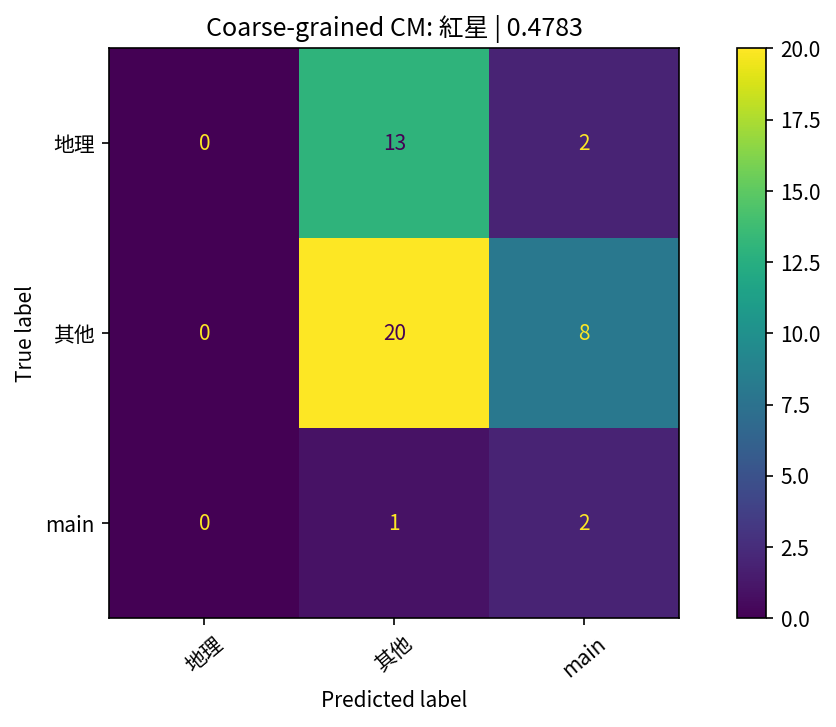 Coarse-grained CM: 紅星 | 0.4783
地理 0 13 2
其他 0 20 8
main 0 1 2
地理 其他 main
Predicted label
True label
20.0
17.5
15.0
12.5
10.0
7.5
5.0
2.5
0.0